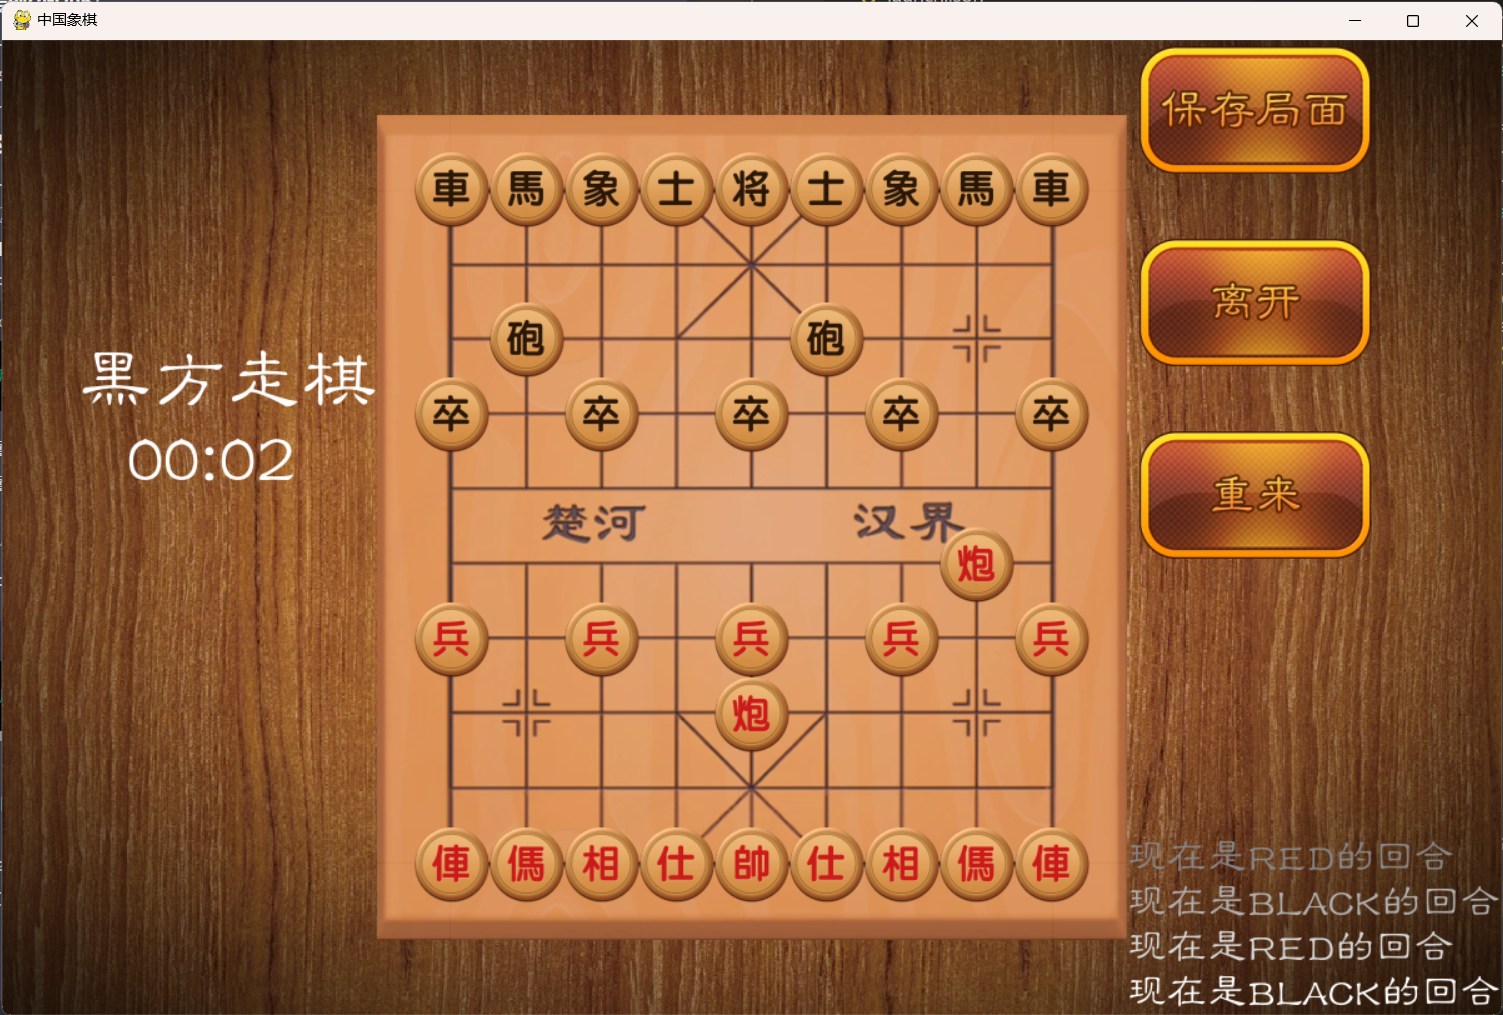 中国象棋
保存局面
車馬象士将士象馬車
离开
砲 砲
黑方走棋
卒 卒 卒 卒 卒
00:02
重来
楚河 汉界
炮
兵 兵 兵 兵 兵
炮
俥傌相仕帥仕相傌俥
现在是RED的回合
现在是BLACK的回合
现在是RED的回合
现在是BLACK的回合